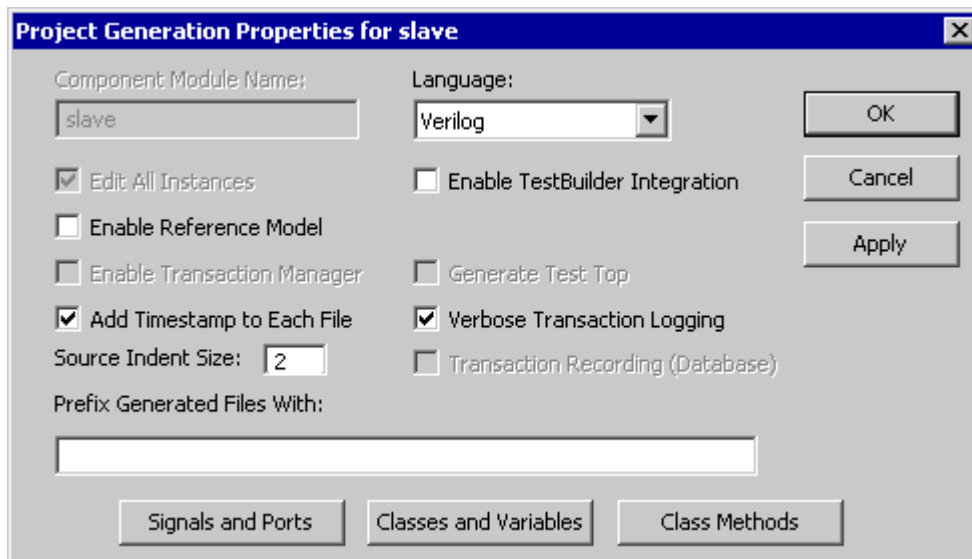 Project Generation Properties for slave
Component Module Name:
Language:
slave
Verilog
OK
Edit All Instances
Enable TestBuilder Integration
Cancel
Enable Reference Model
Apply
Enable Transaction Manager
Generate Test Top
Add Timestamp to Each File
Verbose Transaction Logging
Source Indent Size: 2
Transaction Recording (Database)
Prefix Generated Files With:
Signals and Ports
Classes and Variables
Class Methods